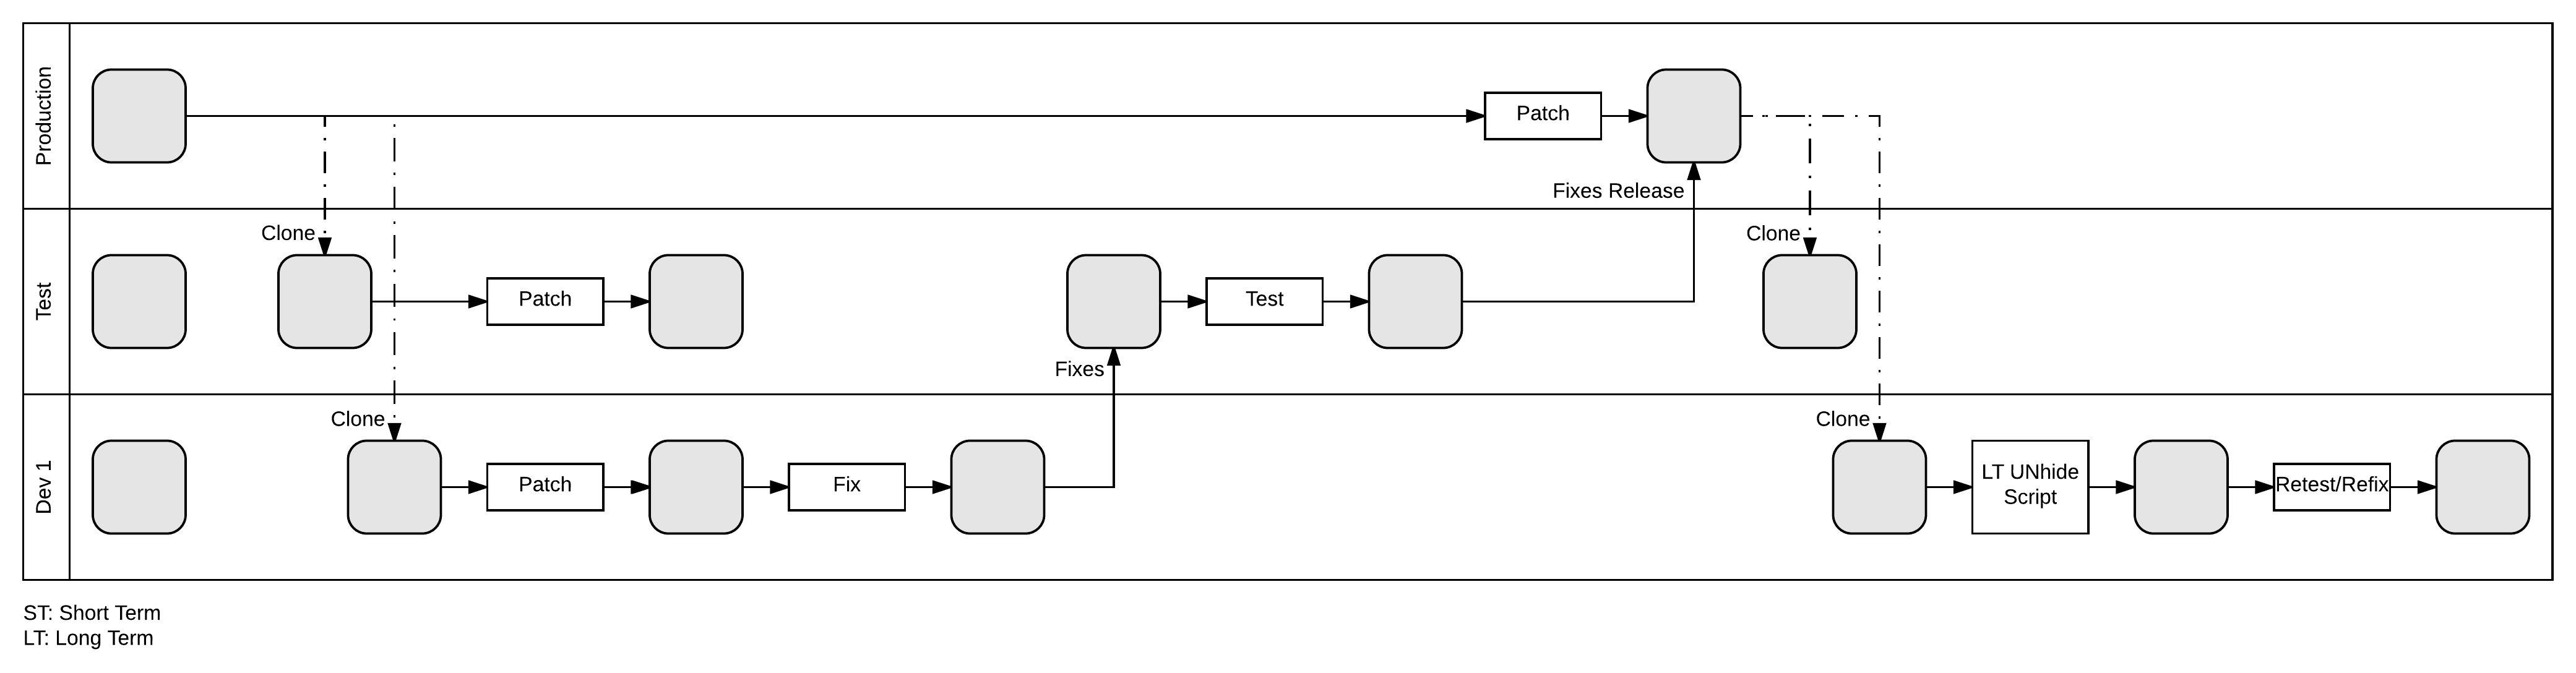 Production
Patch
Fixes Release
Clone
Clone
Test
Patch
Test
Fixes
Clone
Clone
Dev 1
Patch
Fix
LT UNhide
Script
Retest/Refix
ST: Short Term
LT: Long Term